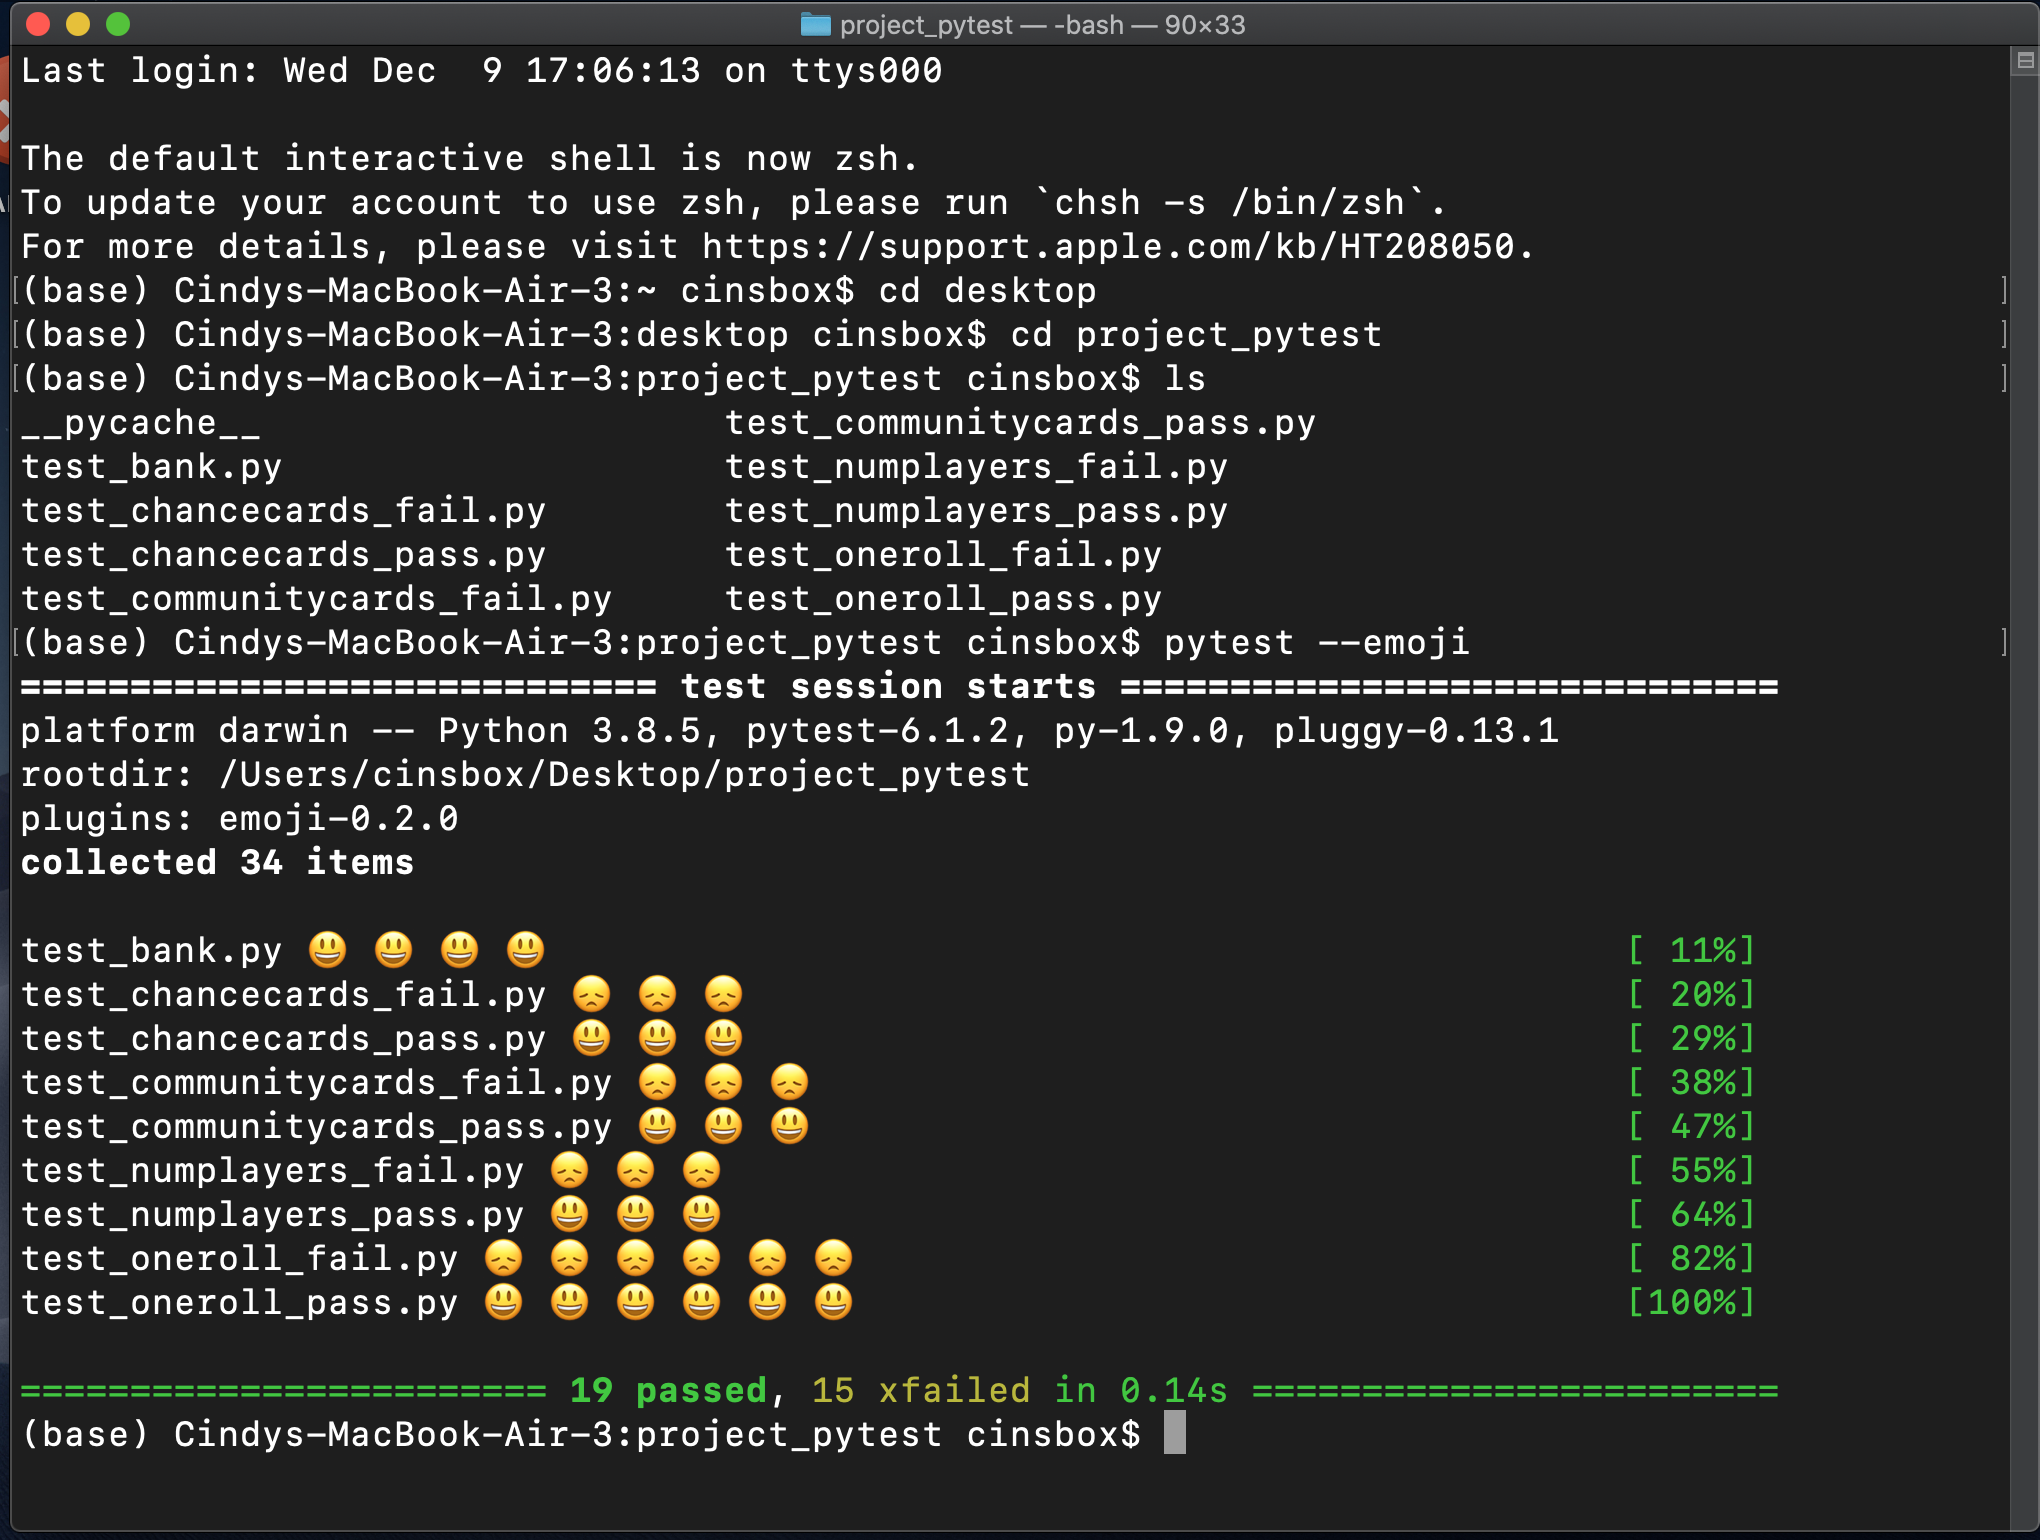 project_pytest — -bash — 90×33
Last login: Wed Dec  9 17:06:13 on ttys000
The default interactive shell is now zsh.
To update your account to use zsh, please run `chsh -s /bin/zsh`.
For more details, please visit https://support.apple.com/kb/HT208050.
[(base) Cindys-MacBook-Air-3:~ cinsbox$ cd desktop ]
[(base) Cindys-MacBook-Air-3:desktop cinsbox$ cd project_pytest ]
[(base) Cindys-MacBook-Air-3:project_pytest cinsbox$ ls ]
__pycache__                     test_communitycards_pass.py
test_bank.py                    test_numplayers_fail.py
test_chancecards_fail.py        test_numplayers_pass.py
test_chancecards_pass.py        test_oneroll_fail.py
test_communitycards_fail.py     test_oneroll_pass.py
[(base) Cindys-MacBook-Air-3:project_pytest cinsbox$ pytest --emoji ]
============================= test session starts ==============================
platform darwin -- Python 3.8.5, pytest-6.1.2, py-1.9.0, pluggy-0.13.1
rootdir: /Users/cinsbox/Desktop/project_pytest
plugins: emoji-0.2.0
collected 34 items
test_bank.py 😃 😃 😃 😃 [ 11%]
test_chancecards_fail.py 😞 😞 😞 [ 20%]
test_chancecards_pass.py 😃 😃 😃 [ 29%]
test_communitycards_fail.py 😞 😞 😞 [ 38%]
test_communitycards_pass.py 😃 😃 😃 [ 47%]
test_numplayers_fail.py 😞 😞 😞 [ 55%]
test_numplayers_pass.py 😃 😃 😃 [ 64%]
test_oneroll_fail.py 😞 😞 😞 😞 😞 😞 [ 82%]
test_oneroll_pass.py 😃 😃 😃 😃 😃 😃 [100%]
======================== 19 passed, 15 xfailed in 0.14s ========================
(base) Cindys-MacBook-Air-3:project_pytest cinsbox$